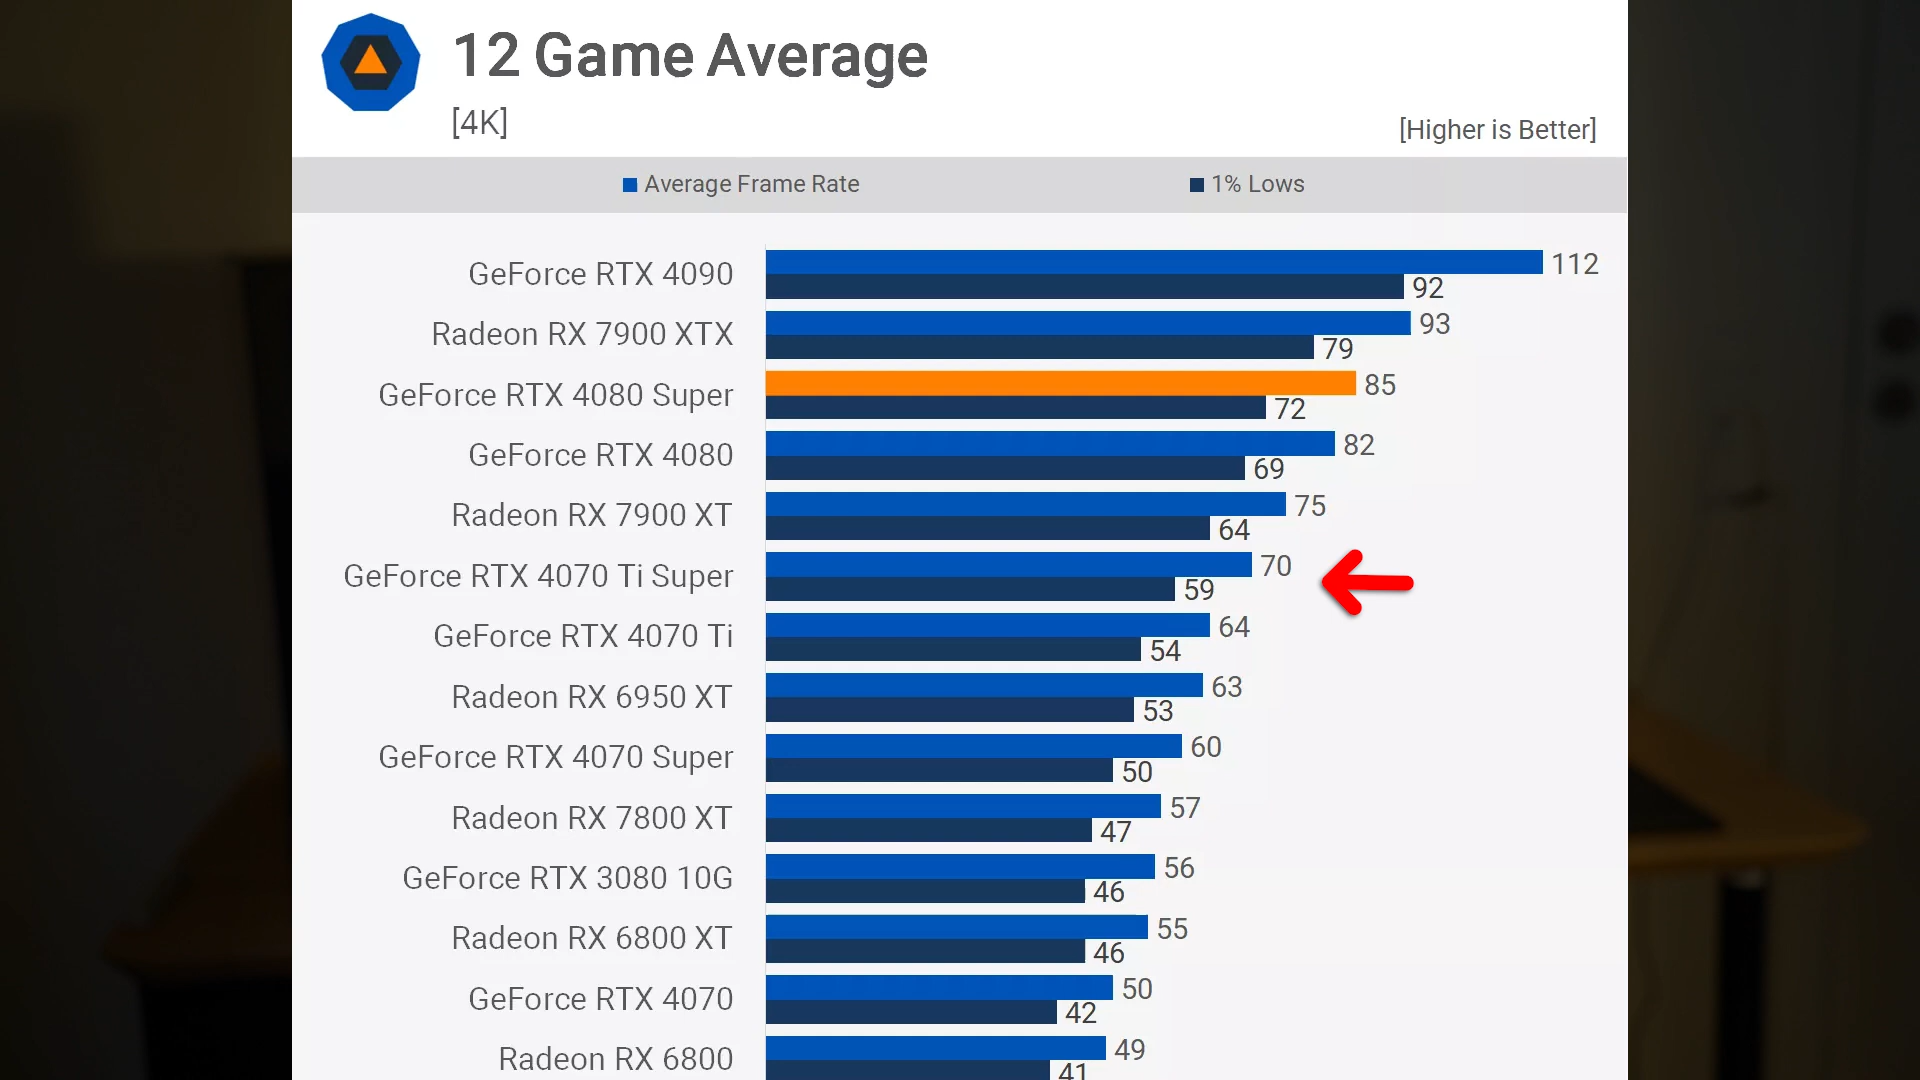 12 Game Average
[4K]
[Higher is Better]
Average Frame Rate
1% Lows
GeForce RTX 4090
112
92
Radeon RX 7900 XTX
93
79
GeForce RTX 4080 Super
85
72
GeForce RTX 4080
82
69
Radeon RX 7900 XT
75
64
GeForce RTX 4070 Ti Super
70
59
GeForce RTX 4070 Ti
64
54
Radeon RX 6950 XT
63
53
GeForce RTX 4070 Super
60
50
Radeon RX 7800 XT
57
47
GeForce RTX 3080 10G
56
46
Radeon RX 6800 XT
55
46
GeForce RTX 4070
50
42
Radeon RX 6800
49
41